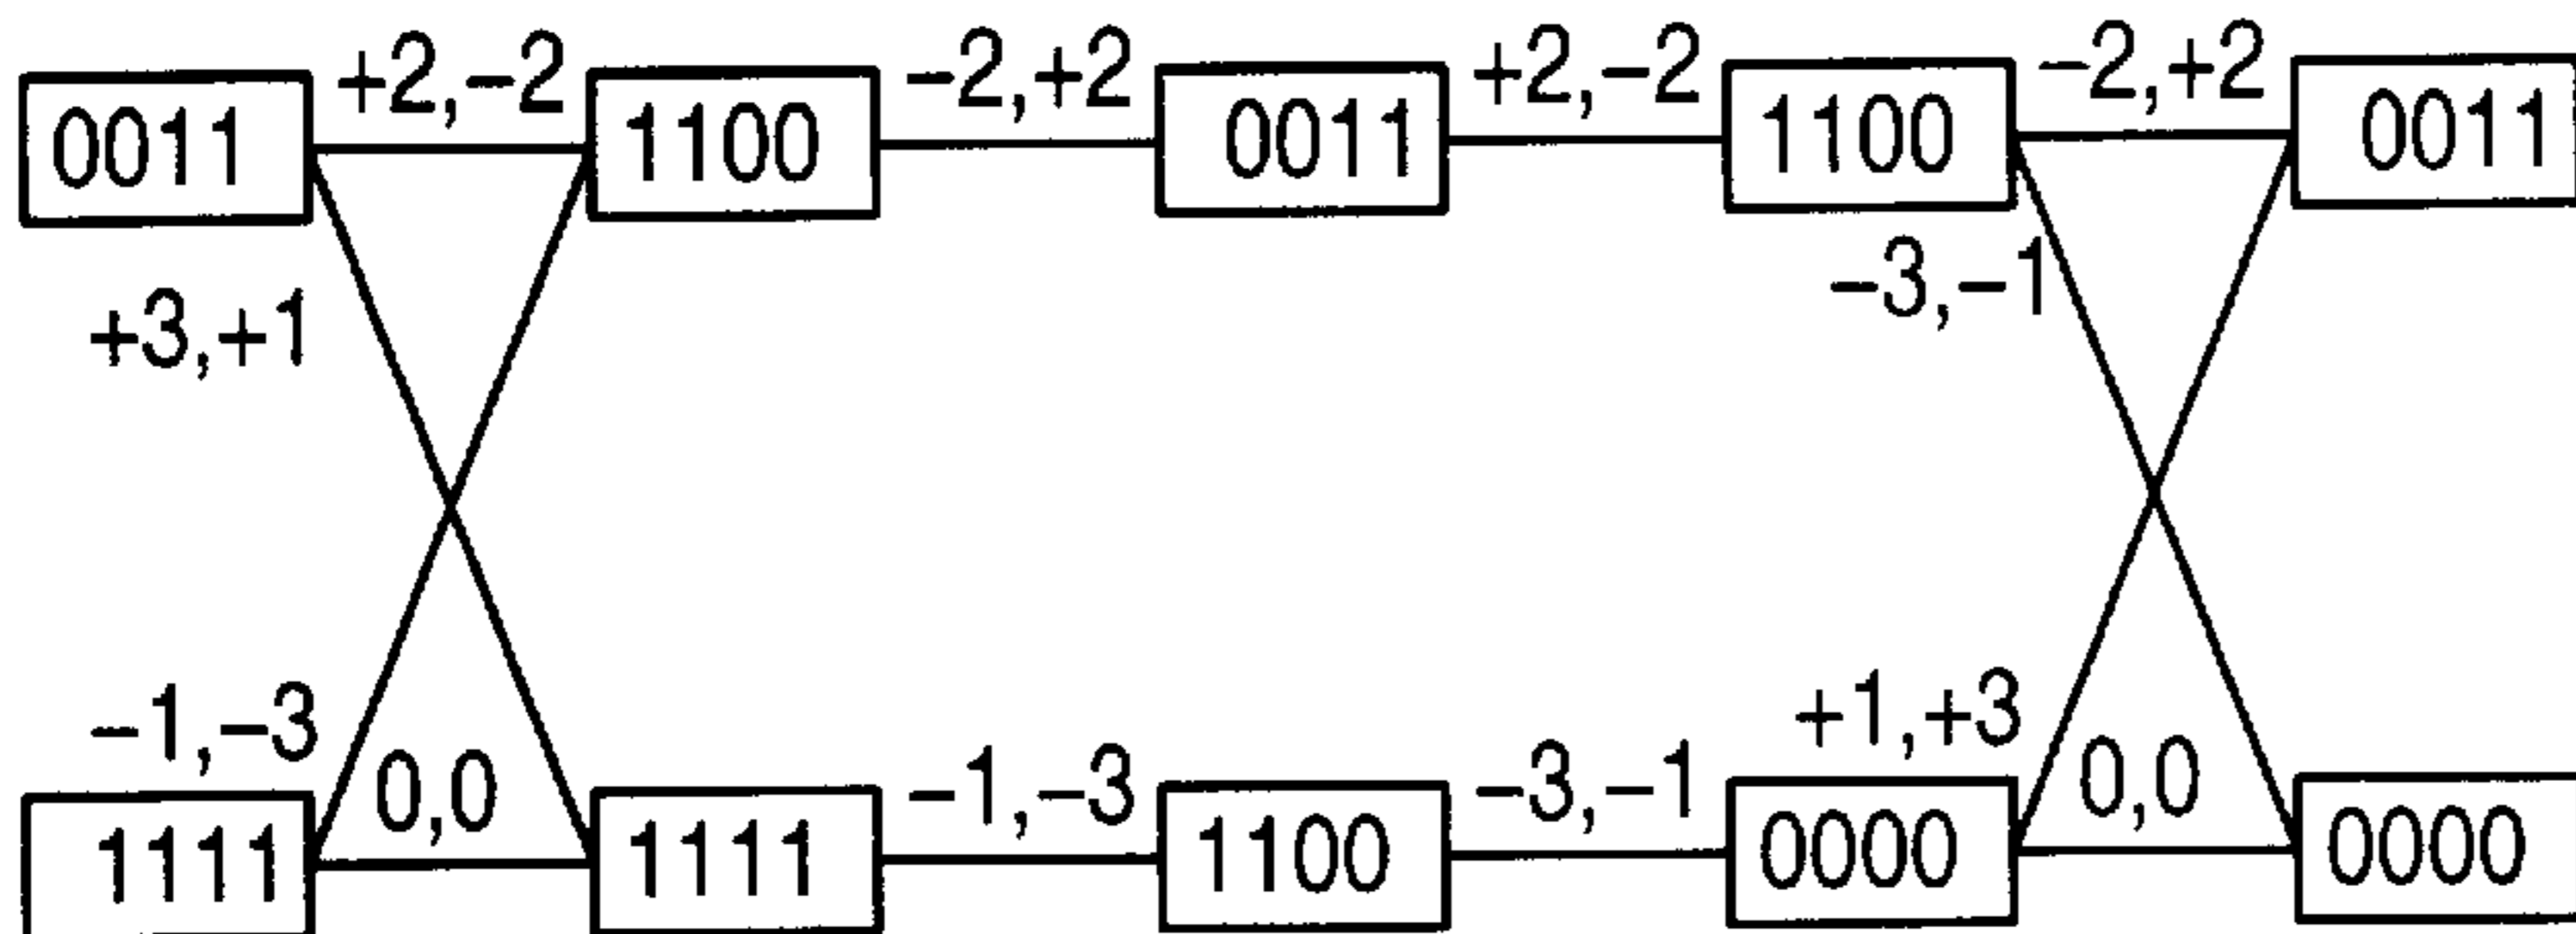 +2,–2 –2,+2 +2,–2 –2,+2
0011 1100 0011 1100 0011
+3,+1 –3,–1
–1,–3 +1,+3
0,0 –1,–3 –3,–1 0,0
1111 1111 1100 0000 0000